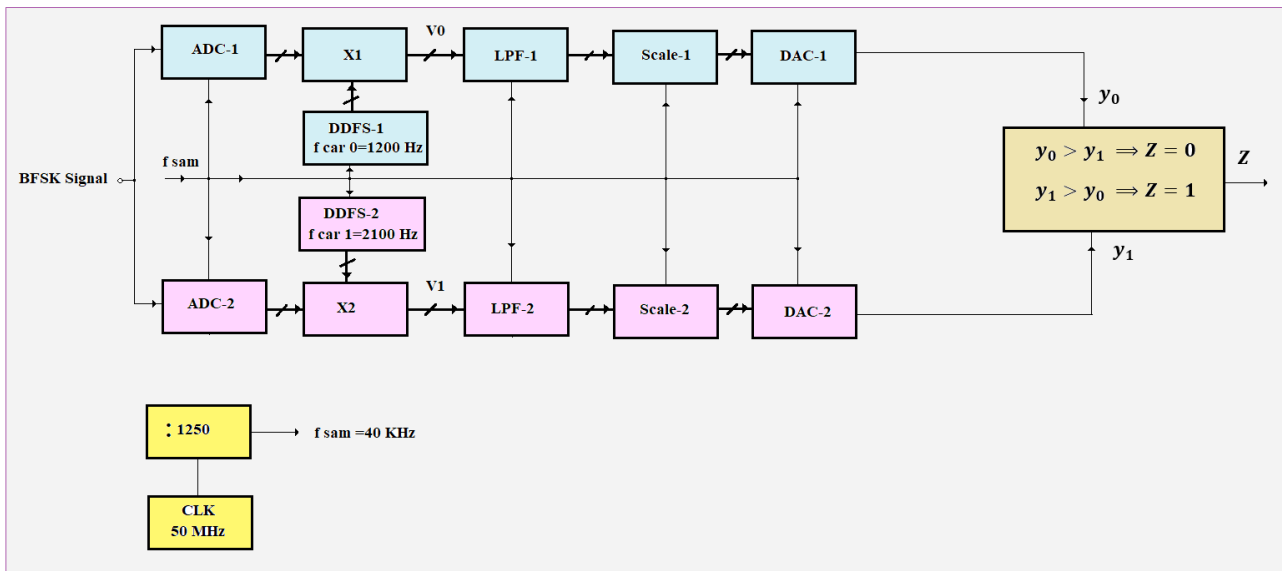 ADC-1
X1
V0
LPF-1
Scale-1
DAC-1
y₀
DDFS-1
f car 0=1200 Hz
f sam
BFSK Signal
y₀ > y₁ ⟹ Z = 0
y₁ > y₀ ⟹ Z = 1
Z
DDFS-2
f car 1=2100 Hz
y₁
ADC-2
X2
V1
LPF-2
Scale-2
DAC-2
: 1250
f sam =40 KHz
CLK
50 MHz